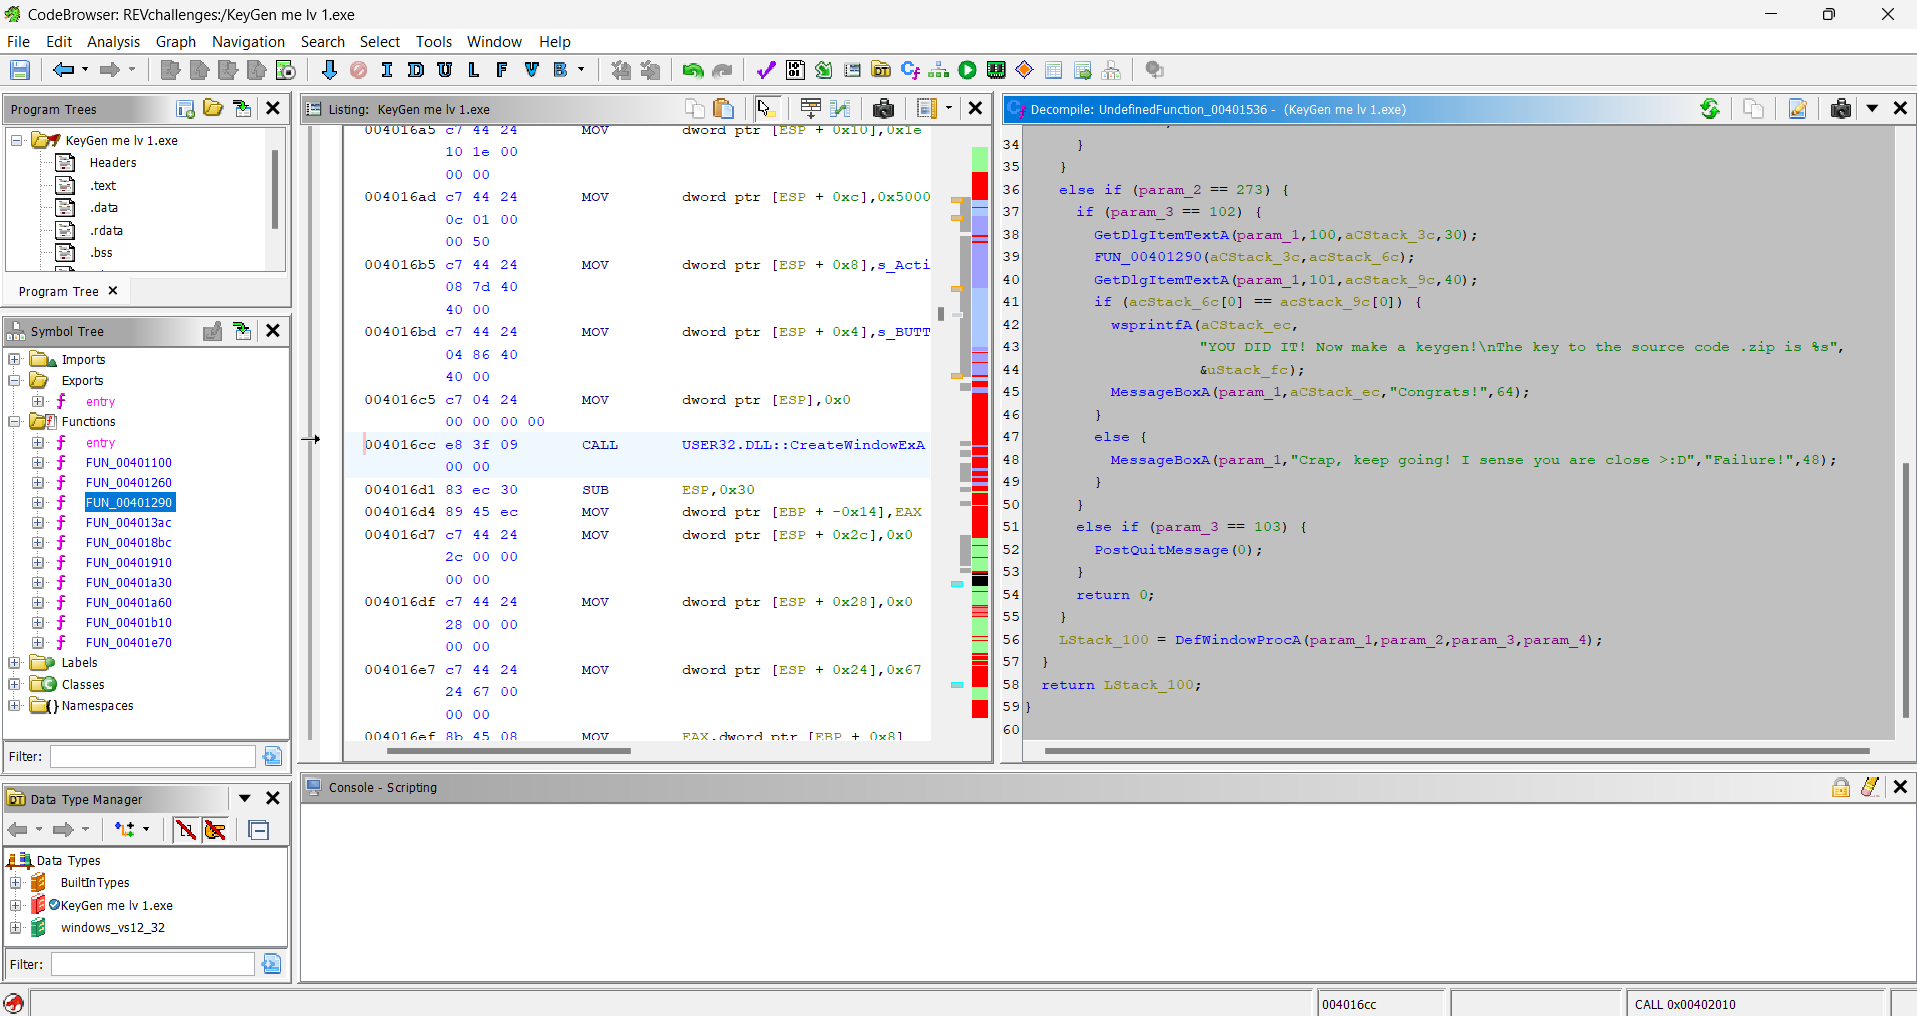 CodeBrowser: REVchallenges:/KeyGen me lv 1.exe
File Edit Analysis Graph Navigation Search Select Tools Window Help
I D U L F V B
Program Trees
KeyGen me lv 1.exe
Headers
.text
.data
.rdata
.bss
Program Tree
Symbol Tree
Imports
Exports
entry
Functions
entry
FUN_00401100
FUN_00401260
FUN_00401290
FUN_004013ac
FUN_004018bc
FUN_00401910
FUN_00401a30
FUN_00401a60
FUN_00401b10
FUN_00401e70
Labels
Classes
Namespaces
Filter:
Data Type Manager
Data Types
BuiltInTypes
KeyGen me lv 1.exe
windows_vs12_32
Filter:
Listing: KeyGen me lv 1.exe
004016a5 c7 44 24 MOV dword ptr [ESP + 0x10],0x1e
10 1e 00
00 00
004016ad c7 44 24 MOV dword ptr [ESP + 0xc],0x5000
0c 01 00
00 50
004016b5 c7 44 24 MOV dword ptr [ESP + 0x8],s_Acti
08 7d 40
40 00
004016bd c7 44 24 MOV dword ptr [ESP + 0x4],s_BUTT
04 86 40
40 00
004016c5 c7 04 24 MOV dword ptr [ESP],0x0
00 00 00 00
004016cc e8 3f 09 CALL USER32.DLL::CreateWindowExA
00 00
004016d1 83 ec 30 SUB ESP,0x30
004016d4 89 45 ec MOV dword ptr [EBP + -0x14],EAX
004016d7 c7 44 24 MOV dword ptr [ESP + 0x2c],0x0
2c 00 00
00 00
004016df c7 44 24 MOV dword ptr [ESP + 0x28],0x0
28 00 00
00 00
004016e7 c7 44 24 MOV dword ptr [ESP + 0x24],0x67
24 67 00
00 00
004016ef 8b 45 08 MOV EAX,dword ptr [EBP + 0x8]
Decompile: UndefinedFunction_00401536 - (KeyGen me lv 1.exe)
34 }
35 }
36 else if (param_2 == 273) {
37 if (param_3 == 102) {
38 GetDlgItemTextA(param_1,100,aCStack_3c,30);
39 FUN_00401290(aCStack_3c,acStack_6c);
40 GetDlgItemTextA(param_1,101,acStack_9c,40);
41 if (acStack_6c[0] == acStack_9c[0]) {
42 wsprintfA(aCStack_ec,
43 "YOU DID IT! Now make a keygen!\nThe key to the source code .zip is %s",
44 &uStack_fc);
45 MessageBoxA(param_1,aCStack_ec,"Congrats!",64);
46 }
47 else {
48 MessageBoxA(param_1,"Crap, keep going! I sense you are close >:D","Failure!",48);
49 }
50 }
51 else if (param_3 == 103) {
52 PostQuitMessage(0);
53 }
54 return 0;
55 }
56 LStack_100 = DefWindowProcA(param_1,param_2,param_3,param_4);
57 }
58 return LStack_100;
59 }
60
Console - Scripting
004016cc
CALL 0x00402010